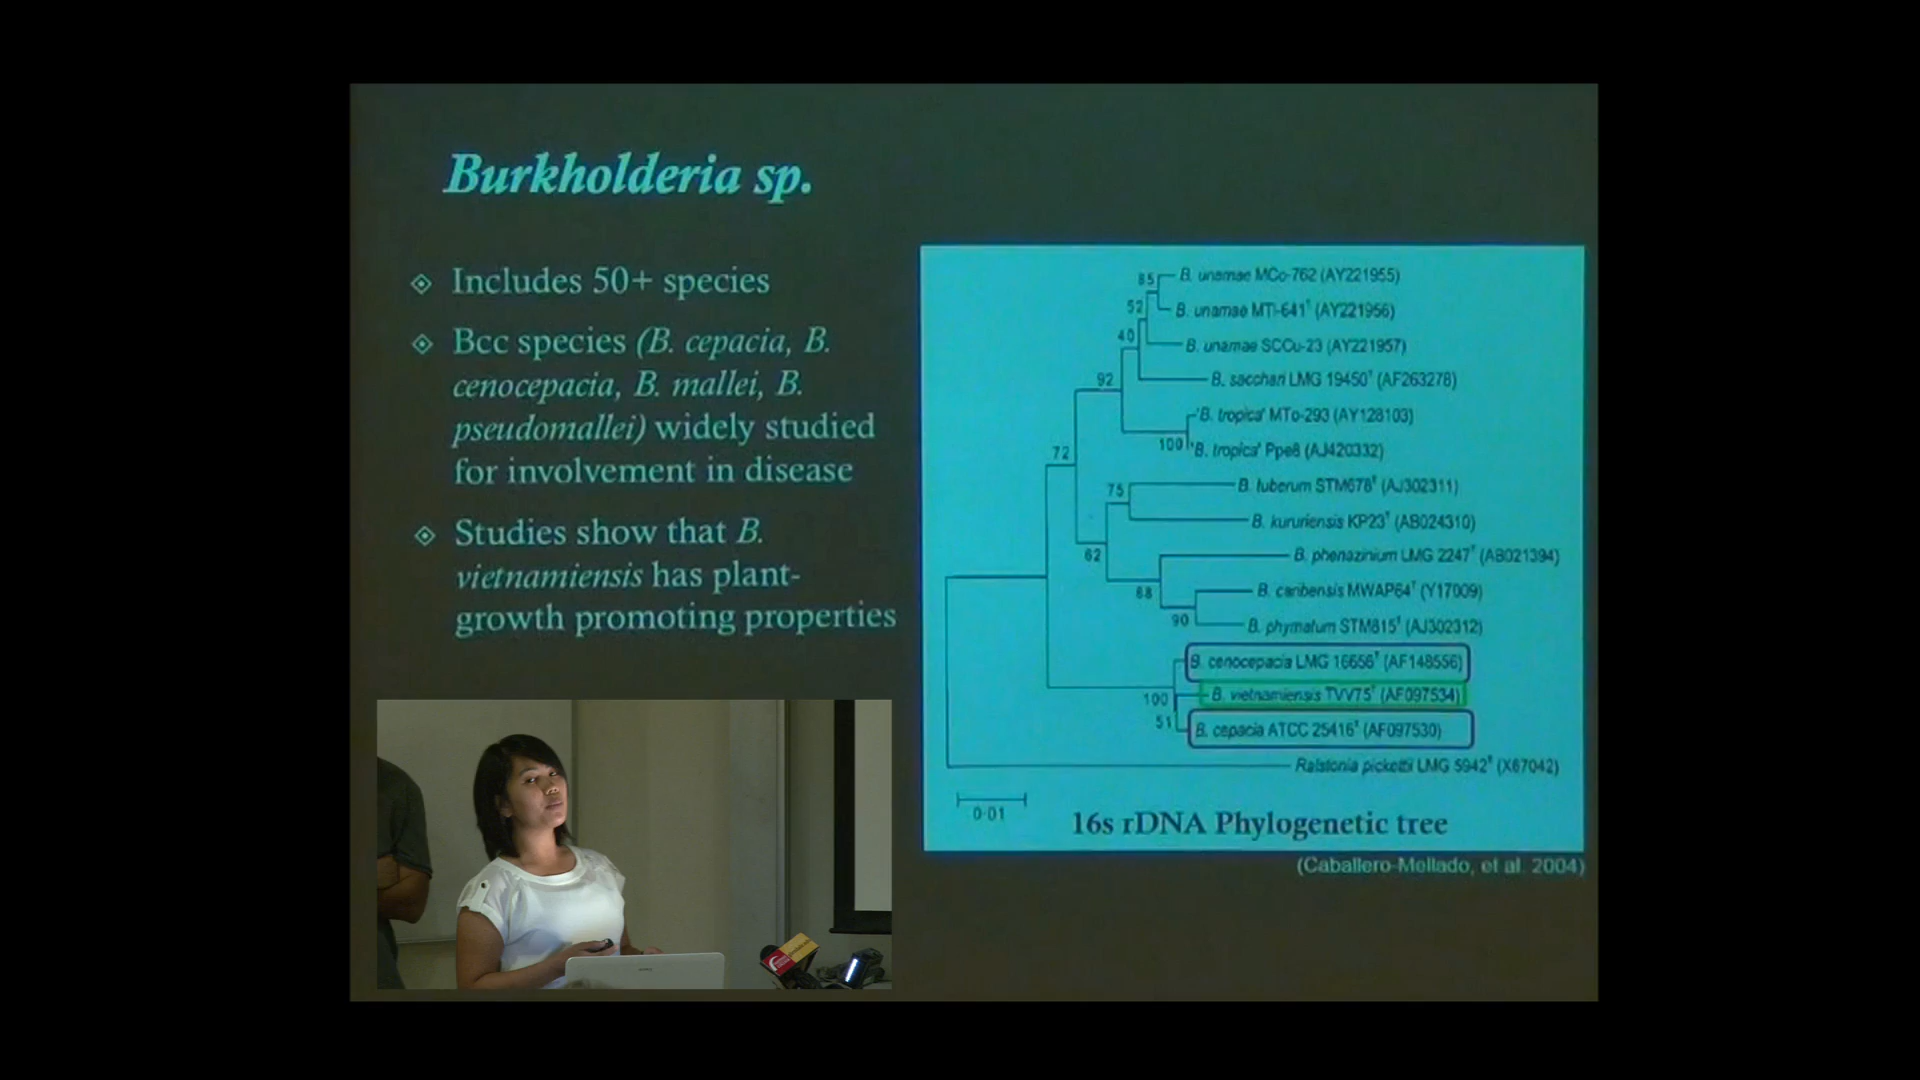 Burkholderia sp.
Includes 50+ species
Bcc species (B. cepacia, B.
cenocepacia, B. mallei, B.
pseudomallei) widely studied
for involvement in disease
Studies show that B.
vietnamiensis has plant-
growth promoting properties
85
B. unamae MCo-762 (AY221955)
52
B. unamae MTl-641ᵀ (AY221956)
40
B. unamae SCCu-23 (AY221957)
92
B. sacchari LMG 19450ᵀ (AF263278)
'B. tropica' MTo-293 (AY128103)
100
'B. tropica' Ppe8 (AJ420332)
72
75
B. tuberum STM678ᵀ (AJ302311)
B. kururiensis KP23ᵀ (AB024310)
62
B. phenazinium LMG 2247ᵀ (AB021394)
68
B. caribensis MWAP64ᵀ (Y17009)
90
B. phymatum STM815ᵀ (AJ302312)
B. cenocepacia LMG 16656ᵀ (AF148556)
100
B. vietnamiensis TVV75ᵀ (AF097534)
51
B. cepacia ATCC 25416ᵀ (AF097530)
Ralstonia pickettii LMG 5942ᵀ (X67042)
0·01
16s rDNA Phylogenetic tree
(Caballero-Mellado, et al. 2004)